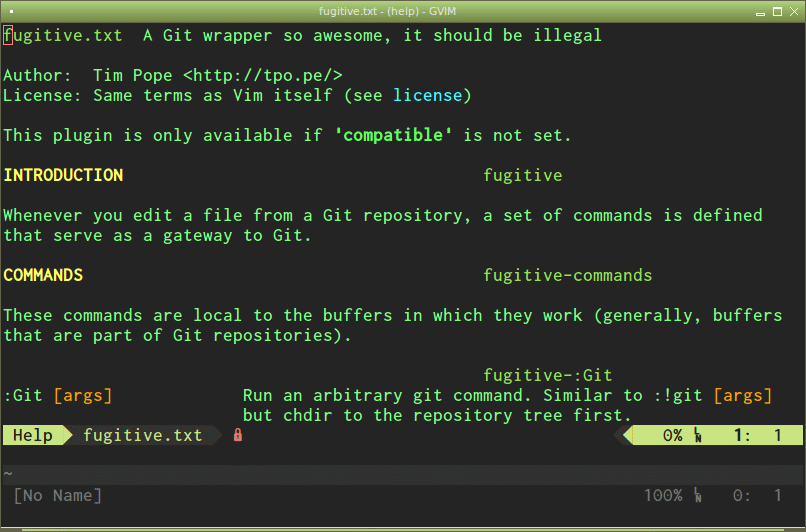 fugitive.txt - (help) - GVIM
fugitive.txt  A Git wrapper so awesome, it should be illegal
Author:  Tim Pope <http://tpo.pe/>
License: Same terms as Vim itself (see license)
This plugin is only available if 'compatible' is not set.
INTRODUCTION fugitive
Whenever you edit a file from a Git repository, a set of commands is defined
that serve as a gateway to Git.
COMMANDS fugitive-commands
These commands are local to the buffers in which they work (generally, buffers
that are part of Git repositories).
fugitive-:Git
:Git [args] Run an arbitrary git command. Similar to :!git [args]
but chdir to the repository tree first.
Help fugitive.txt 0% LN 1: 1
~
[No Name] 100% LN 0: 1